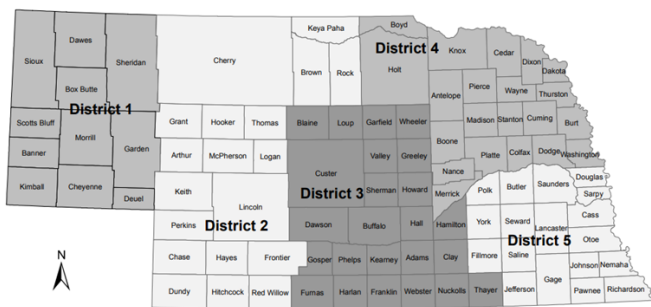 Boyd
Keya Paha
District 4
Knox
Cedar
Dawes
Dixon
Sioux
Sheridan
Cherry
Brown
Rock
Holt
Dakota
Box Butte
Antelope
Pierce
Wayne
Thurston
District 1
Scotts Bluff
Grant
Hooker
Thomas
Blaine
Loup
Garfield
Wheeler
Madison
Stanton
Cuming
Burt
Morrill
Garden
Boone
Banner
Arthur
McPherson
Logan
Valley
Greeley
Platte
Colfax
Dodge
Washington
Custer
Nance
Kimball
Cheyenne
Deuel
Keith
Lincoln
District 3
Sherman
Howard
Merrick
Polk
Butler
Saunders
Douglas
Sarpy
Perkins
District 2
Dawson
Buffalo
Hall
Hamilton
York
Seward
Lancaster
Cass
District 5
Otoe
N
Chase
Hayes
Frontier
Gosper
Phelps
Kearney
Adams
Clay
Fillmore
Saline
Gage
Johnson
Nemaha
Dundy
Hitchcock
Red Willow
Furnas
Harlan
Franklin
Webster
Nuckolls
Thayer
Jefferson
Pawnee
Richardson